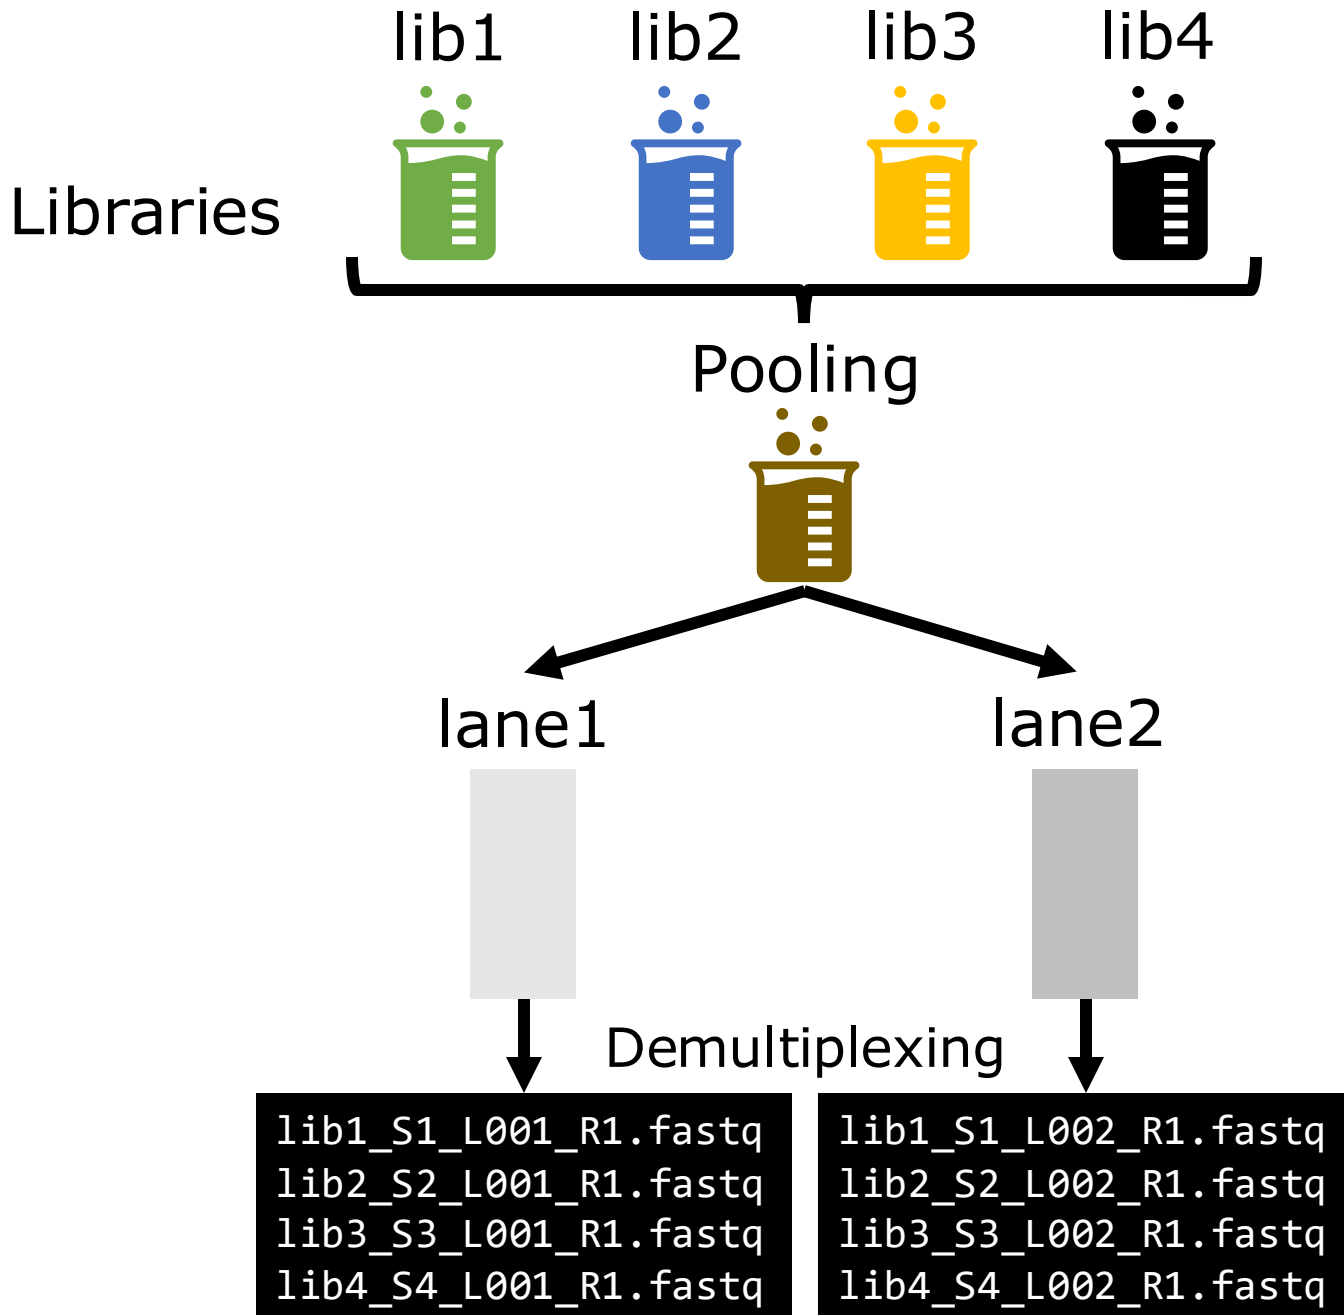 lib1 lib2 lib3 lib4
Libraries
Pooling
lane1 lane2
Demultiplexing
lib1_S1_L001_R1.fastq
lib2_S2_L001_R1.fastq
lib3_S3_L001_R1.fastq
lib4_S4_L001_R1.fastq
lib1_S1_L002_R1.fastq
lib2_S2_L002_R1.fastq
lib3_S3_L002_R1.fastq
lib4_S4_L002_R1.fastq